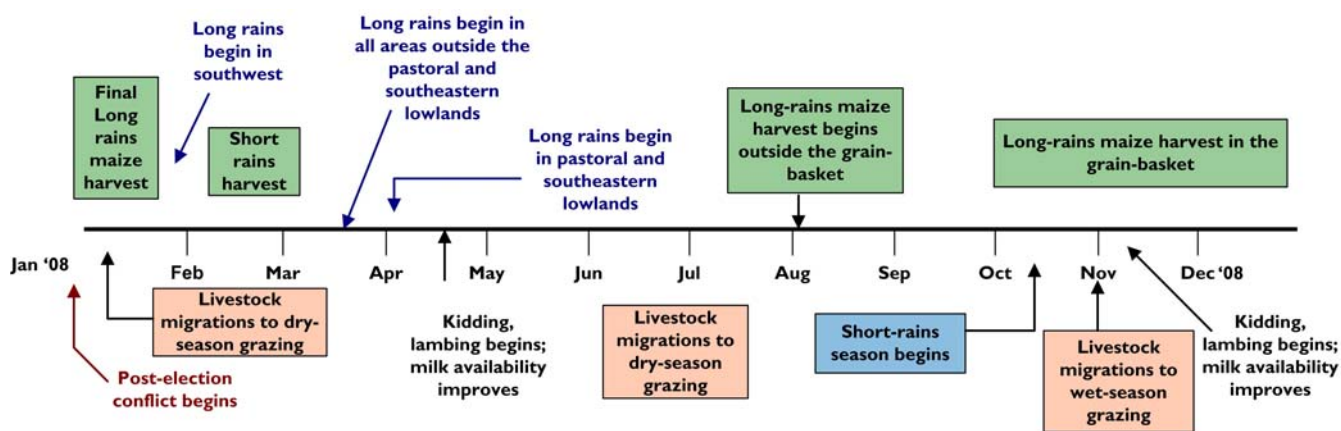 Long rains
begin in
southwest
Long rains begin in
all areas outside the
pastoral and
southeastern
lowlands
Final
Long
rains
maize
harvest
Short
rains
harvest
Long rains begin
in pastoral and
southeastern
lowlands
Long-rains maize
harvest begins
outside the grain-
basket
Long-rains maize harvest in the
grain-basket
Jan ‘08
Feb
Mar
Apr
May
Jun
Jul
Aug
Sep
Oct
Nov
Dec ‘08
Livestock
migrations to dry-
season grazing
Post-election
conflict begins
Kidding,
lambing begins;
milk availability
improves
Livestock
migrations to
dry-season
grazing
Short-rains
season begins
Livestock
migrations to
wet-season
grazing
Kidding,
lambing begins;
milk availability
improves